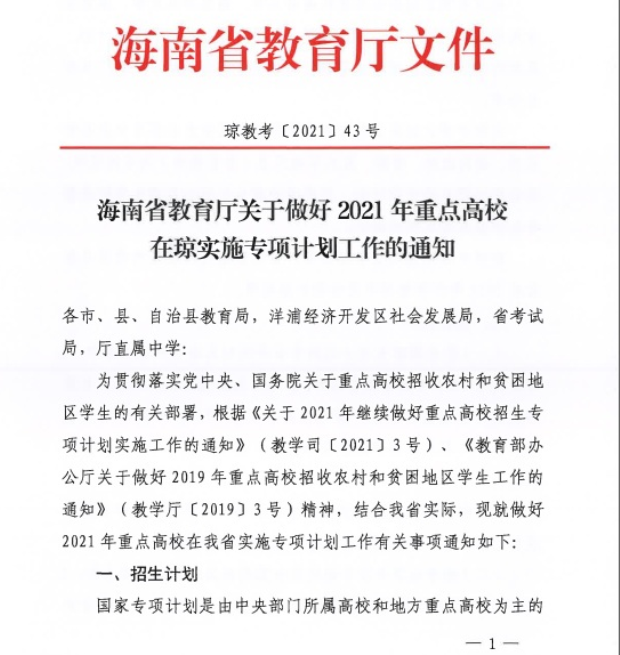 海南省教育厅文件
琼教考〔2021〕43号
海南省教育厅关于做好2021年重点高校
在琼实施专项计划工作的通知
各市、县、自治县教育局，洋浦经济开发区社会发展局，省考试
局，厅直属中学：
为贯彻落实党中央、国务院关于重点高校招收农村和贫困地
区学生的有关部署，根据《关于2021年继续做好重点高校招生专
项计划实施工作的通知》（教学司〔2021〕3号）、《教育部办
公厅关于做好2019年重点高校招收农村和贫困地区学生工作的
通知》（教学厅〔2019〕3号）精神，结合我省实际，现就做好
2021年重点高校在我省实施专项计划工作有关事项通知如下：
一、招生计划
国家专项计划是由中央部门所属高校和地方重点高校为主的
— 1 —